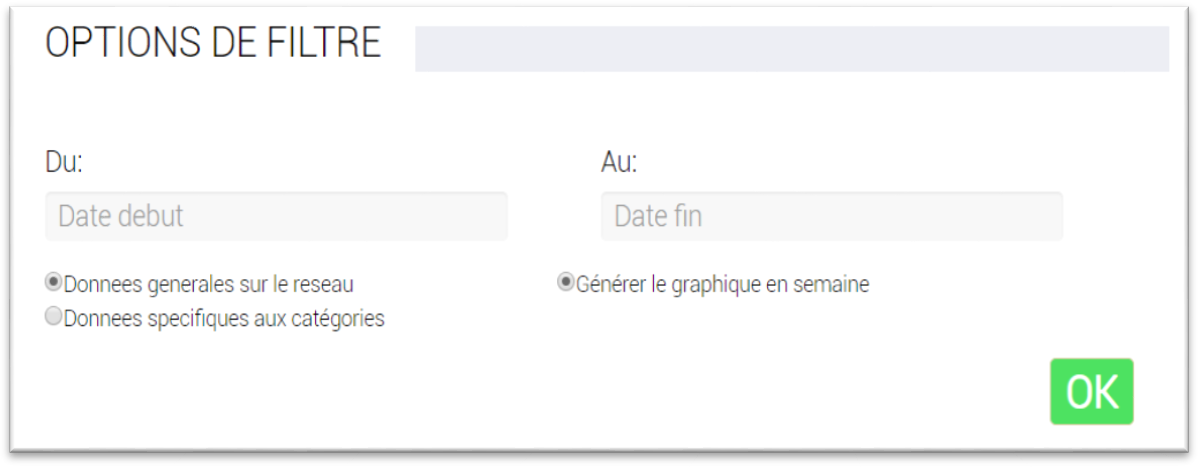 OPTIONS DE FILTRE
Du:
Au:
Date debut
Date fin
Donnees generales sur le reseau
Générer le graphique en semaine
Donnees specifiques aux catégories
OK